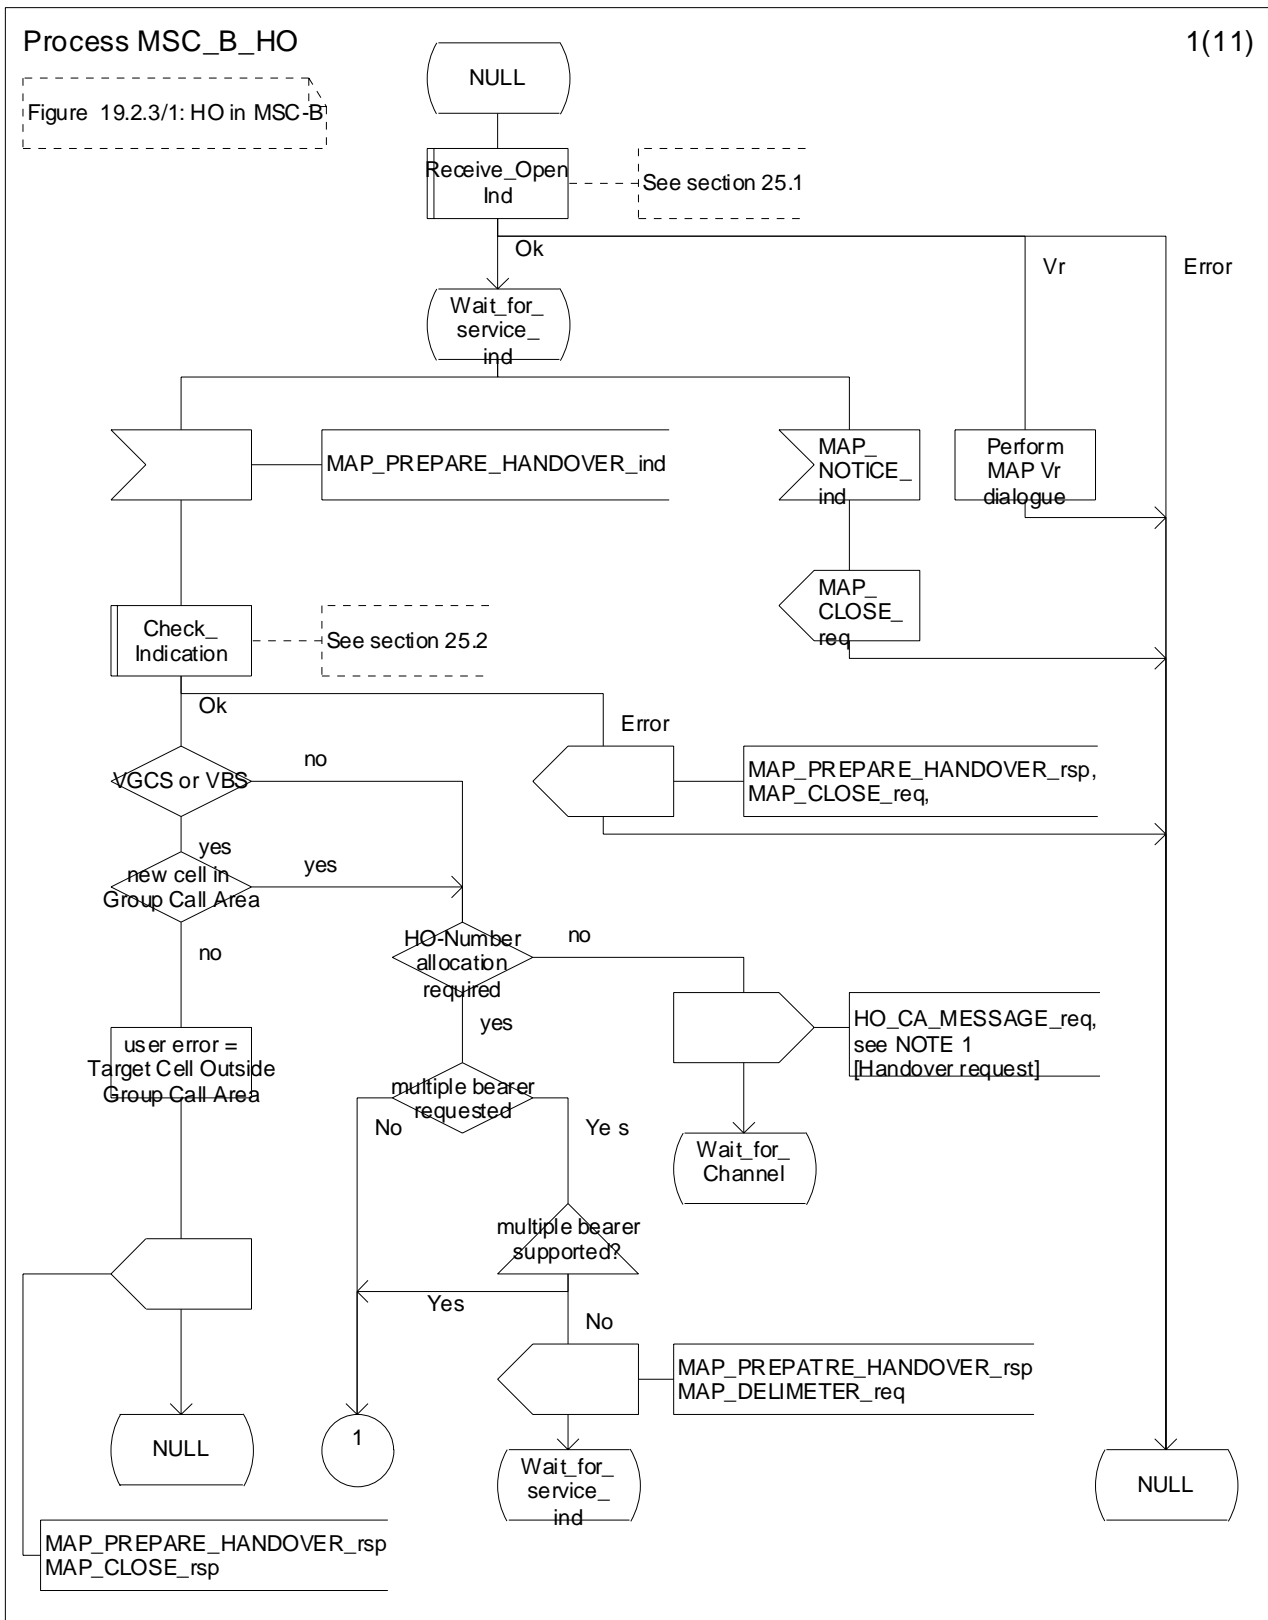 Process MSC_B_HO
1(11)
Figure 19.2.3/1: HO in MSC-B
NULL
Receive_Open
Ind
See section 25.1
Ok
Vr
Error
Wait_for_
service_
ind
MAP_PREPARE_HANDOVER_ind
MAP_
NOTICE_
ind
Perform
MAP Vr
dialogue
MAP_
CLOSE_
req
Check_
Indication
See section 25.2
Ok
Error
VGCS or VBS
no
MAP_PREPARE_HANDOVER_rsp,
MAP_CLOSE_req,
yes
new cell in
Group Call Area
yes
no
HO-Number
allocation
required
no
yes
HO_CA_MESSAGE_req,
see NOTE 1
[Handover request]
user error =
Target Cell Outside
Group Call Area
multiple bearer
requested
No
Ye s
Wait_for_
Channel
multiple bearer
supported?
Yes
No
MAP_PREPATRE_HANDOVER_rsp
MAP_DELIMETER_req
NULL
1
Wait_for_
service_
ind
NULL
MAP_PREPARE_HANDOVER_rsp
MAP_CLOSE_rsp